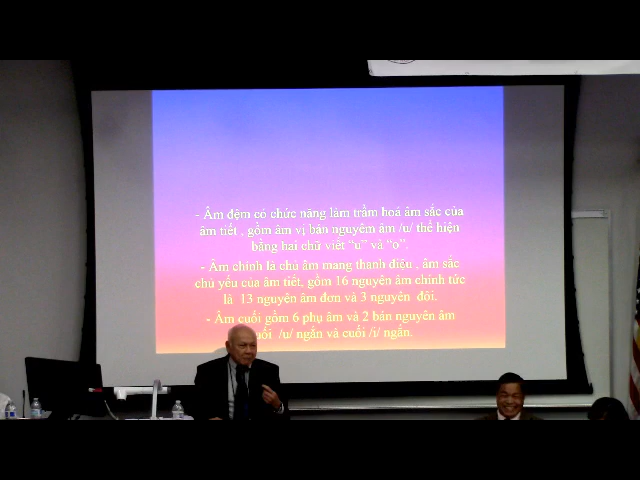 - Âm đệm có chức năng làm trầm hoá âm sắc của
âm tiết , gồm âm vị bán nguyên âm /u/ thể hiện
bằng hai chữ viết “u” và “o”.
- Âm chính là chủ âm mang thanh điệu , âm sắc
chủ yếu của âm tiết, gồm 16 nguyên âm chính tức
là 13 nguyên âm đơn và 3 nguyên đôi.
- Âm cuối gồm 6 phụ âm và 2 bán nguyên âm
cuối /u/ ngắn và cuối /i/ ngắn.